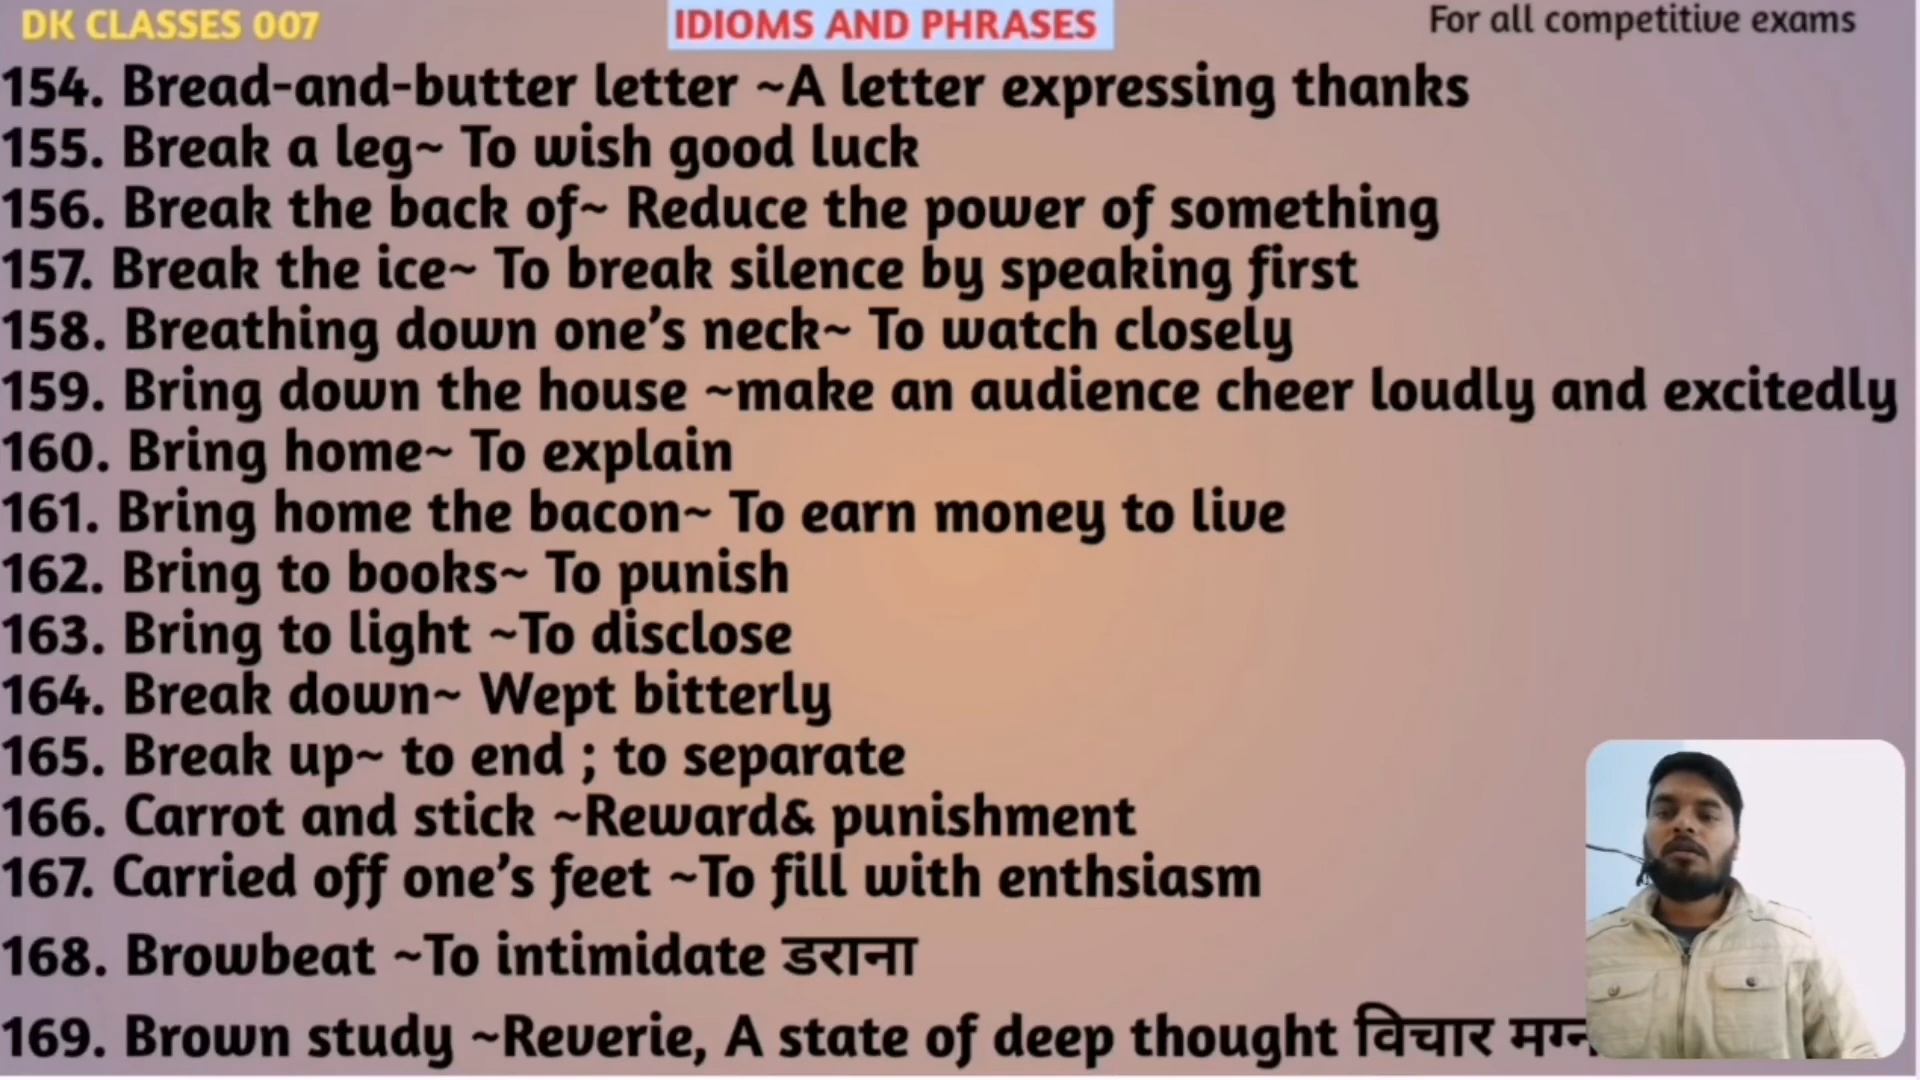 DK CLASSES 007
IDIOMS AND PHRASES
For all competitive exams
154. Bread-and-butter letter ~A letter expressing thanks
155. Break a leg~ To wish good luck
156. Break the back of~ Reduce the power of something
157. Break the ice~ To break silence by speaking first
158. Breathing down one’s neck~ To watch closely
159. Bring down the house ~make an audience cheer loudly and excitedly
160. Bring home~ To explain
161. Bring home the bacon~ To earn money to live
162. Bring to books~ To punish
163. Bring to light ~To disclose
164. Break down~ Wept bitterly
165. Break up~ to end ; to separate
166. Carrot and stick ~Reward& punishment
167. Carried off one’s feet ~To fill with enthsiasm
168. Browbeat ~To intimidate डराना
169. Brown study ~Reverie, A state of deep thought विचार मग्न